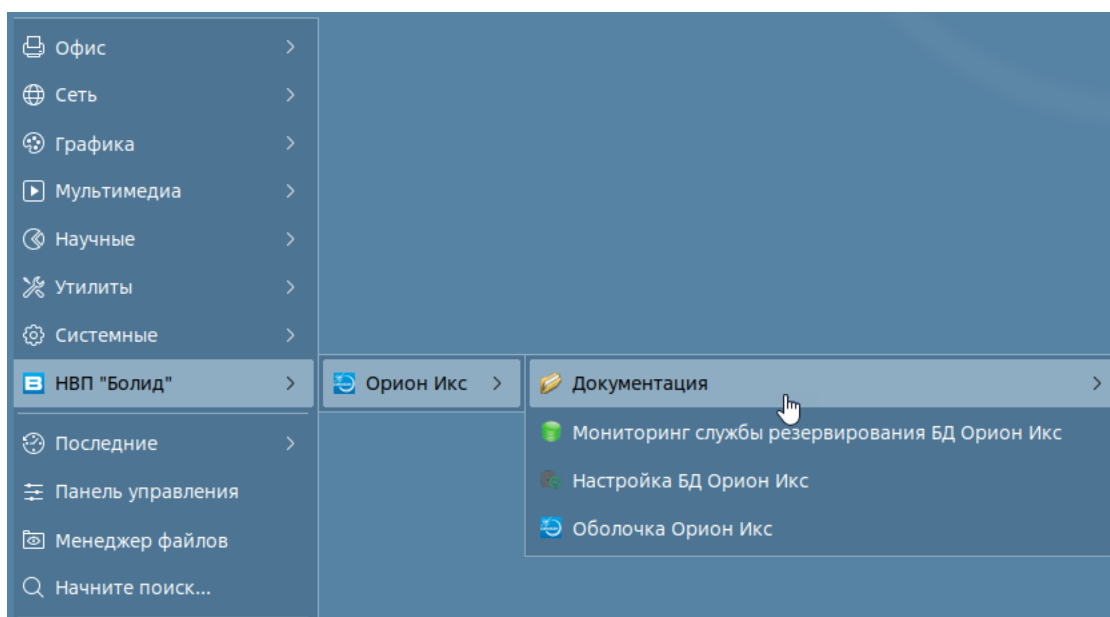 Офис
Сеть
Графика
Мультимедиа
Научные
Утилиты
Системные
НВП "Болид"
Орион Икс
Документация
Мониторинг службы резервирования БД Орион Икс
Настройка БД Орион Икс
Оболочка Орион Икс
Последние
Панель управления
Менеджер файлов
Начните поиск...